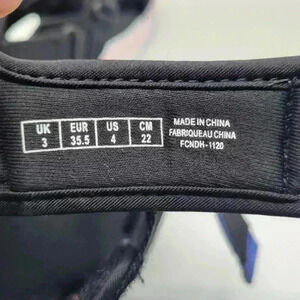 UK EUR US CM
3 35.5 4 22
MADE IN CHINA
FABRIQUEAU CHINA
FCNDH-1120